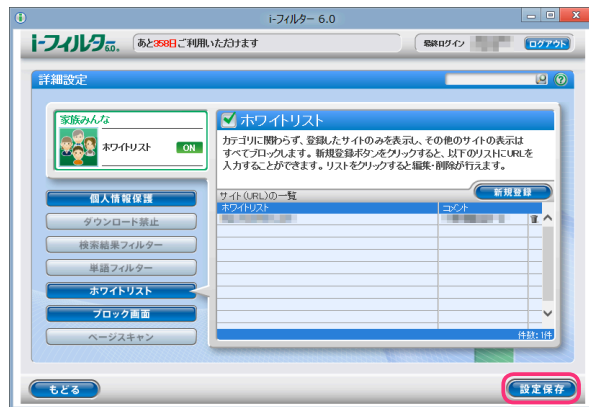 i-フィルター 6.0
i-フィルター6.0.
あと358日ご利用いただけます
最終ログイン
ログアウト
詳細設定
家族みんな
ホワイトリスト
ON
個人情報保護
ダウンロード禁止
検索結果フィルター
単語フィルター
ホワイトリスト
ブロック画面
ページスキャン
ホワイトリスト
カテゴリに関わらず、登録したサイトのみを表示し、その他のサイトの表示は
すべてブロックします。新規登録ボタンをクリックすると、以下のリストにURLを
入力することができます。リストをクリックすると編集・削除が行えます。
サイト(URL)の一覧
新規登録
ホワイトリスト
コメント
件数:1件
もどる
設定保存